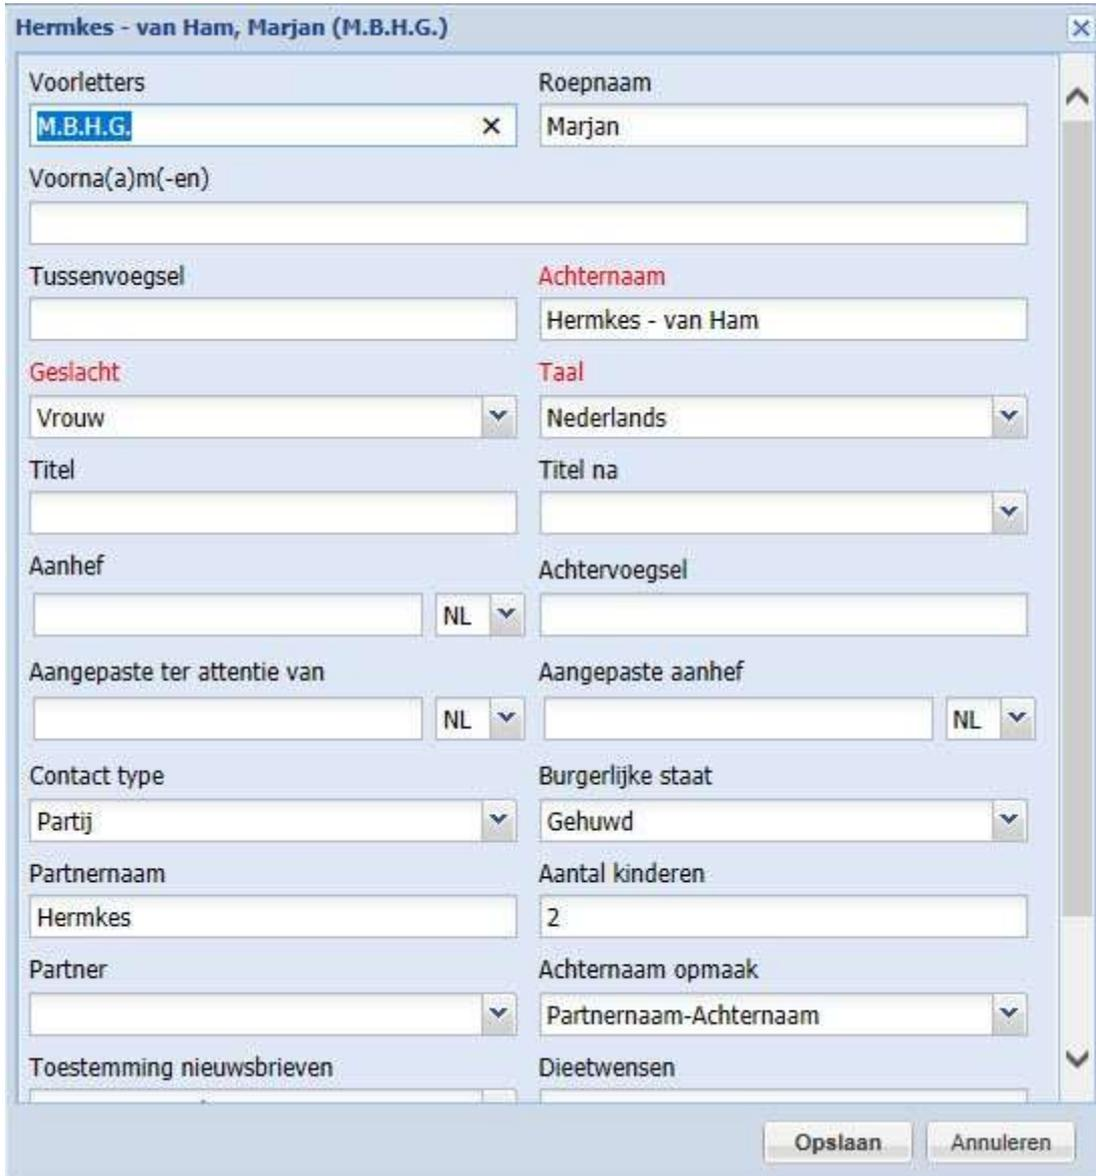 Hermkes - van Ham, Marjan (M.B.H.G.)
Voorletters Roepnaam
M.B.H.G. Marjan
Voorna(a)m(-en)
Tussenvoegsel Achternaam
Hermkes - van Ham
Geslacht Taal
Vrouw Nederlands
Titel Titel na
Aanhef Achtervoegsel
NL
Aangepaste ter attentie van Aangepaste aanhef
NL NL
Contact type Burgerlijke staat
Partij Gehuwd
Partnernaam Aantal kinderen
Hermkes 2
Partner Achternaam opmaak
Partnernaam-Achternaam
Toestemming nieuwsbrieven Dieetwensen
Opslaan Annuleren